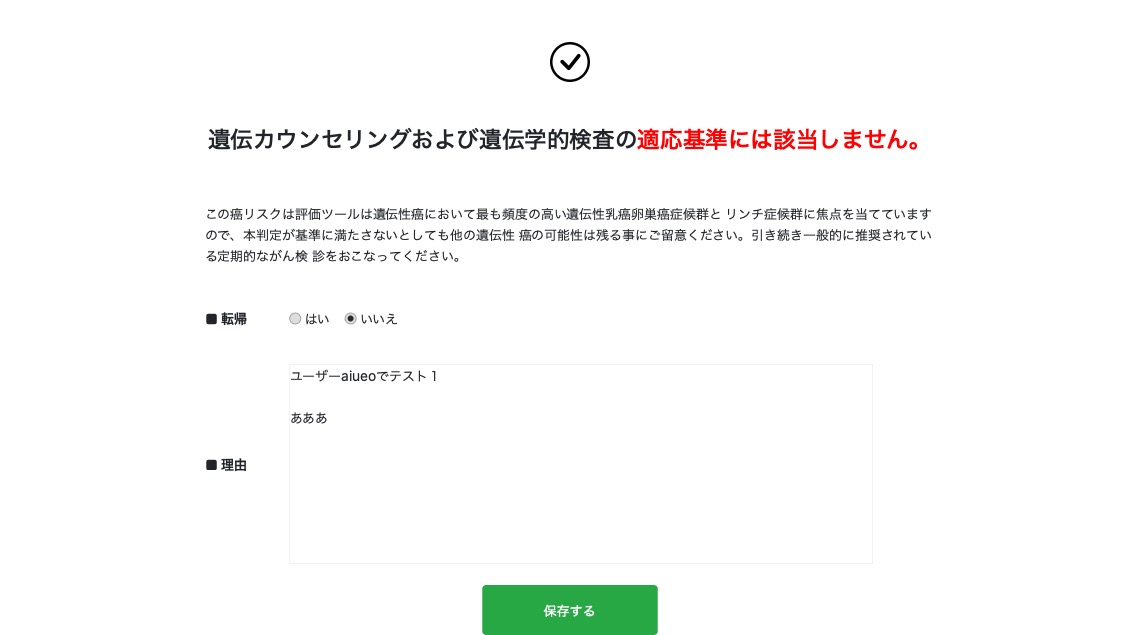 遺伝カウンセリングおよび遺伝学的検査の適応基準には該当しません。
この癌リスクは評価ツールは遺伝性癌において最も頻度の高い遺伝性乳癌卵巣癌症候群と リンチ症候群に焦点を当てています
ので、本判定が基準に満たさないとしても他の遺伝性 癌の可能性は残る事にご留意ください。引き続き一般的に推奨されてい
る定期的ながん検 診をおこなってください。
■ 転帰 はい いいえ
ユーザーaiueoでテスト１
あああ
■ 理由
保存する